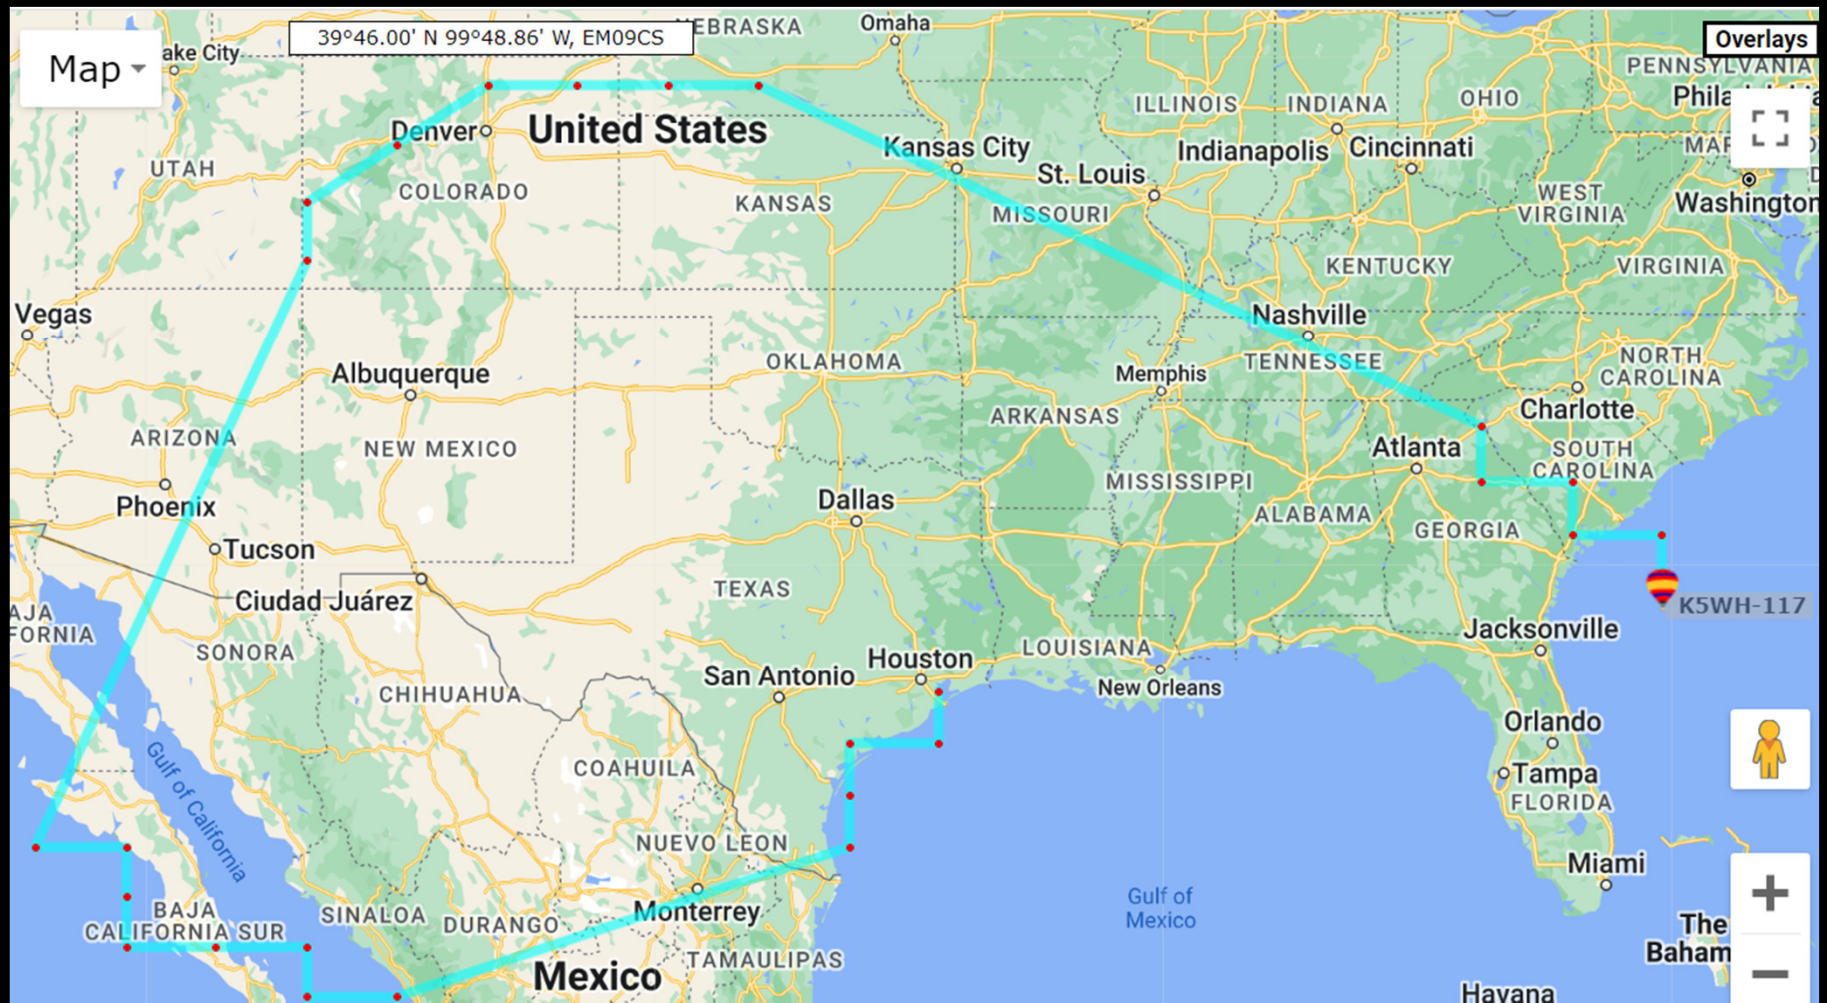 Map
ake City
39°46.00' N 99°48.86' W, EM09CS
EBRASKA
Omaha
Overlays
PENNSYLVANIA
ILLINOIS
INDIANA
OHIO
Denver
United States
Kansas City
Indianapolis
Cincinnati
UTAH
COLORADO
KANSAS
St. Louis
MISSOURI
WEST
VIRGINIA
Washington
KENTUCKY
VIRGINIA
Vegas
Nashville
TENNESSEE
NORTH
CAROLINA
Albuquerque
OKLAHOMA
Memphis
ARKANSAS
Charlotte
ARIZONA
NEW MEXICO
Atlanta
SOUTH
CAROLINA
Phoenix
Dallas
MISSISSIPPI
ALABAMA
GEORGIA
Tucson
TEXAS
Ciudad Juárez
K5WH-117
AJA
FORNIA
SONORA
Jacksonville
CHIHUAHUA
San Antonio
Houston
LOUISIANA
New Orleans
Orlando
Gulf of California
COAHUILA
Tampa
FLORIDA
NUEVO LEON
Miami
BAJA
CALIFORNIA SUR
SINALOA
DURANGO
Monterrey
Gulf of
Mexico
The
Baham
Mexico
TAMAULIPAS
Havana